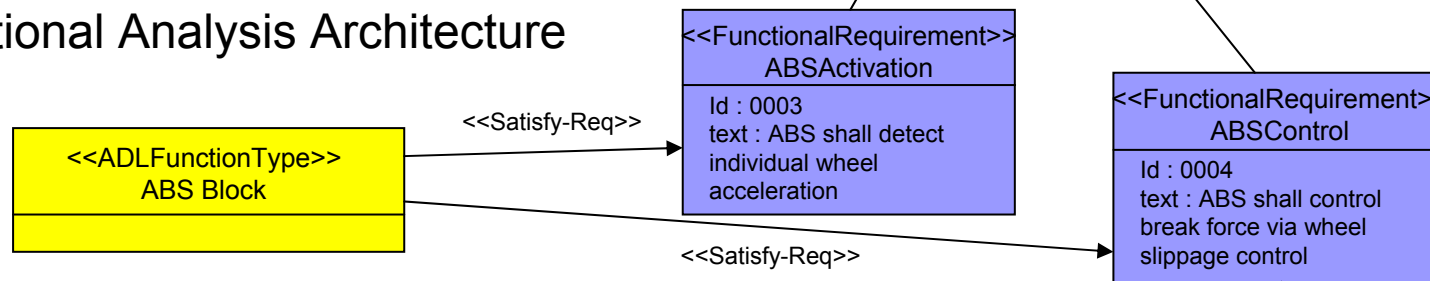 tional Analysis Architecture
<<FunctionalRequirement>>
ABSActivation
Id : 0003
text : ABS shall detect
individual wheel
acceleration
<<Satisfy-Req>>
<<ADLFunctionType>>
ABS Block
<<FunctionalRequirement>
ABSControl
Id : 0004
text : ABS shall control
break force via wheel
slippage control
<<Satisfy-Req>>